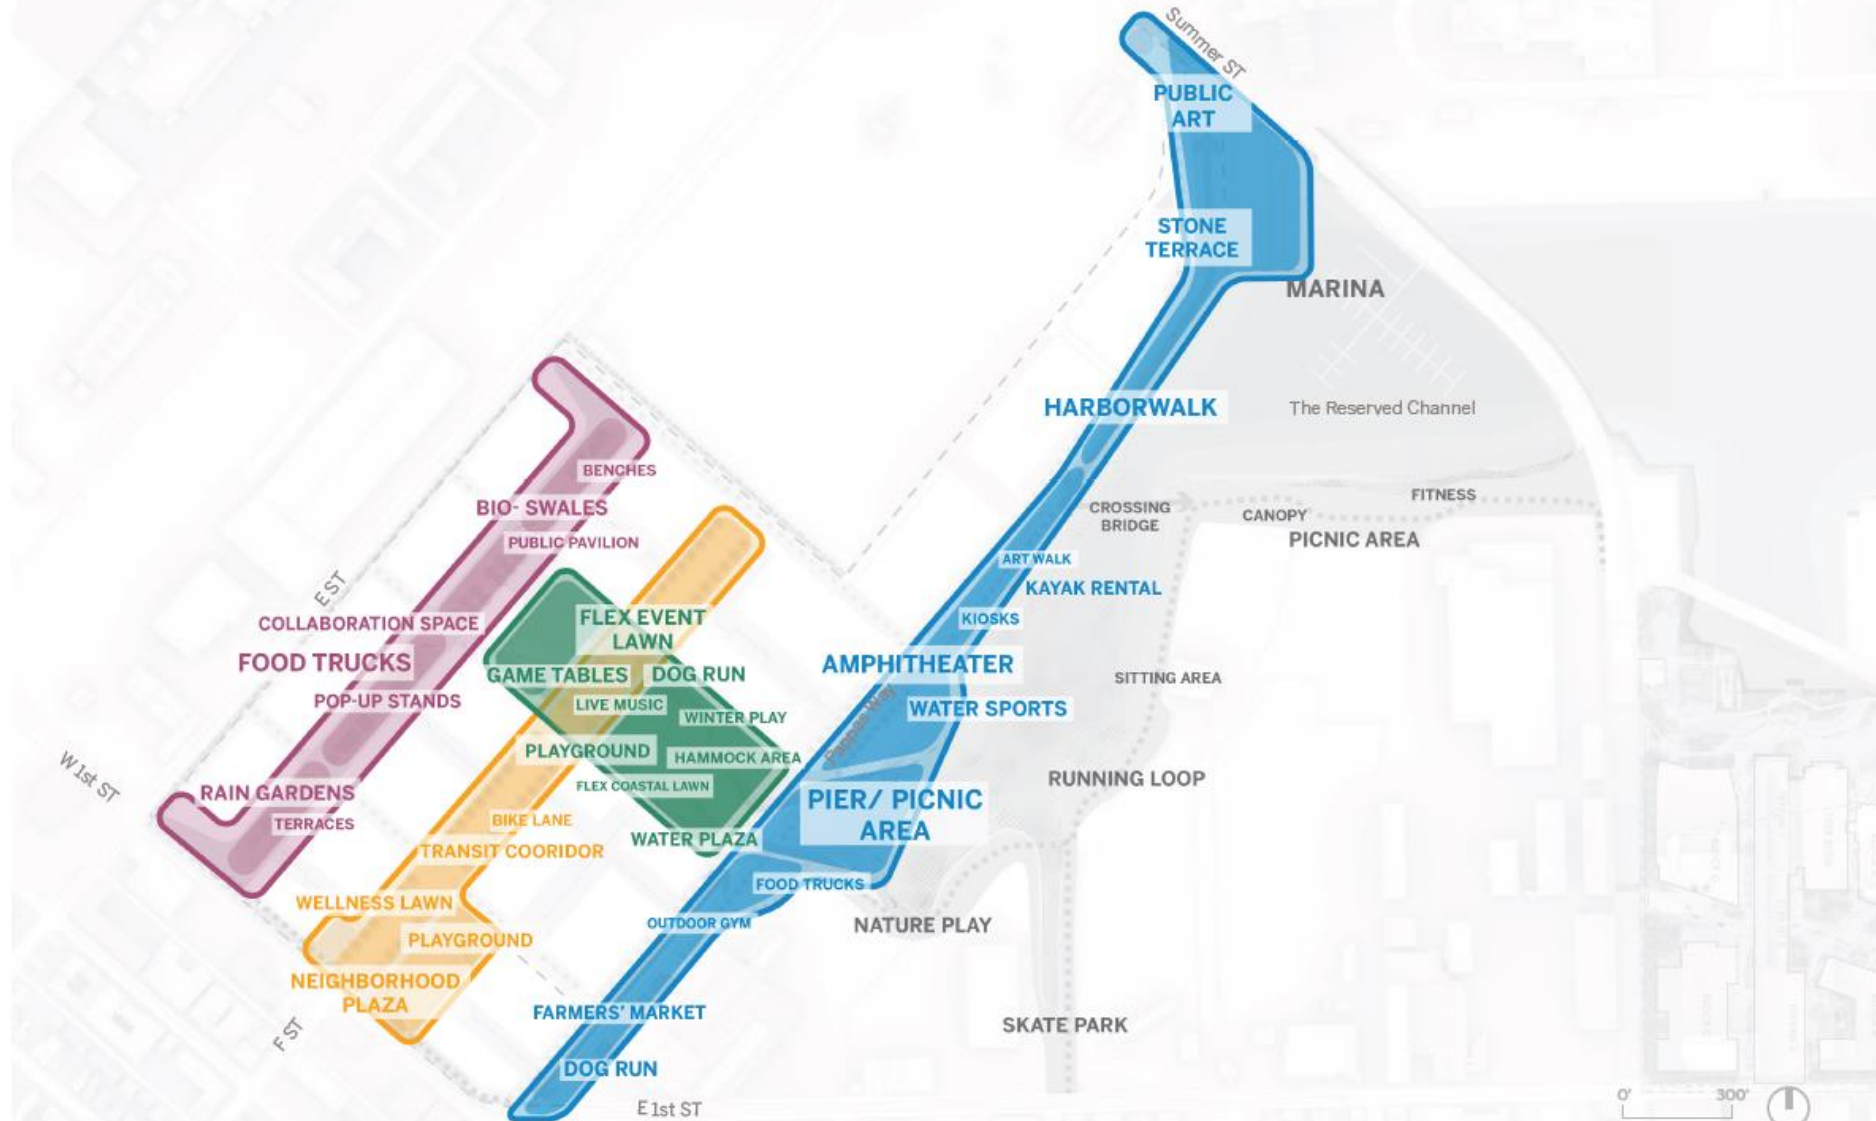 Summer ST
PUBLIC
ART
STONE
TERRACE
MARINA
HARBORWALK
The Reserved Channel
BENCHES
BIO- SWALES
PUBLIC PAVILION
CROSSING
BRIDGE
CANOPY
FITNESS
PICNIC AREA
ART WALK
KAYAK RENTAL
E ST
COLLABORATION SPACE
FLEX EVENT
LAWN
KIOSKS
FOOD TRUCKS
GAME TABLES
DOG RUN
AMPHITHEATER
SITTING AREA
POP-UP STANDS
LIVE MUSIC
WINTER PLAY
Pappas Way
WATER SPORTS
PLAYGROUND
HAMMOCK AREA
W 1st ST
FLEX COASTAL LAWN
RUNNING LOOP
RAIN GARDENS
PIER/ PICNIC
AREA
TERRACES
BIKE LANE
WATER PLAZA
TRANSIT COORIDOR
FOOD TRUCKS
WELLNESS LAWN
OUTDOOR GYM
NATURE PLAY
PLAYGROUND
NEIGHBORHOOD
PLAZA
FARMERS' MARKET
SKATE PARK
F ST
DOG RUN
E 1st ST
0'
300'